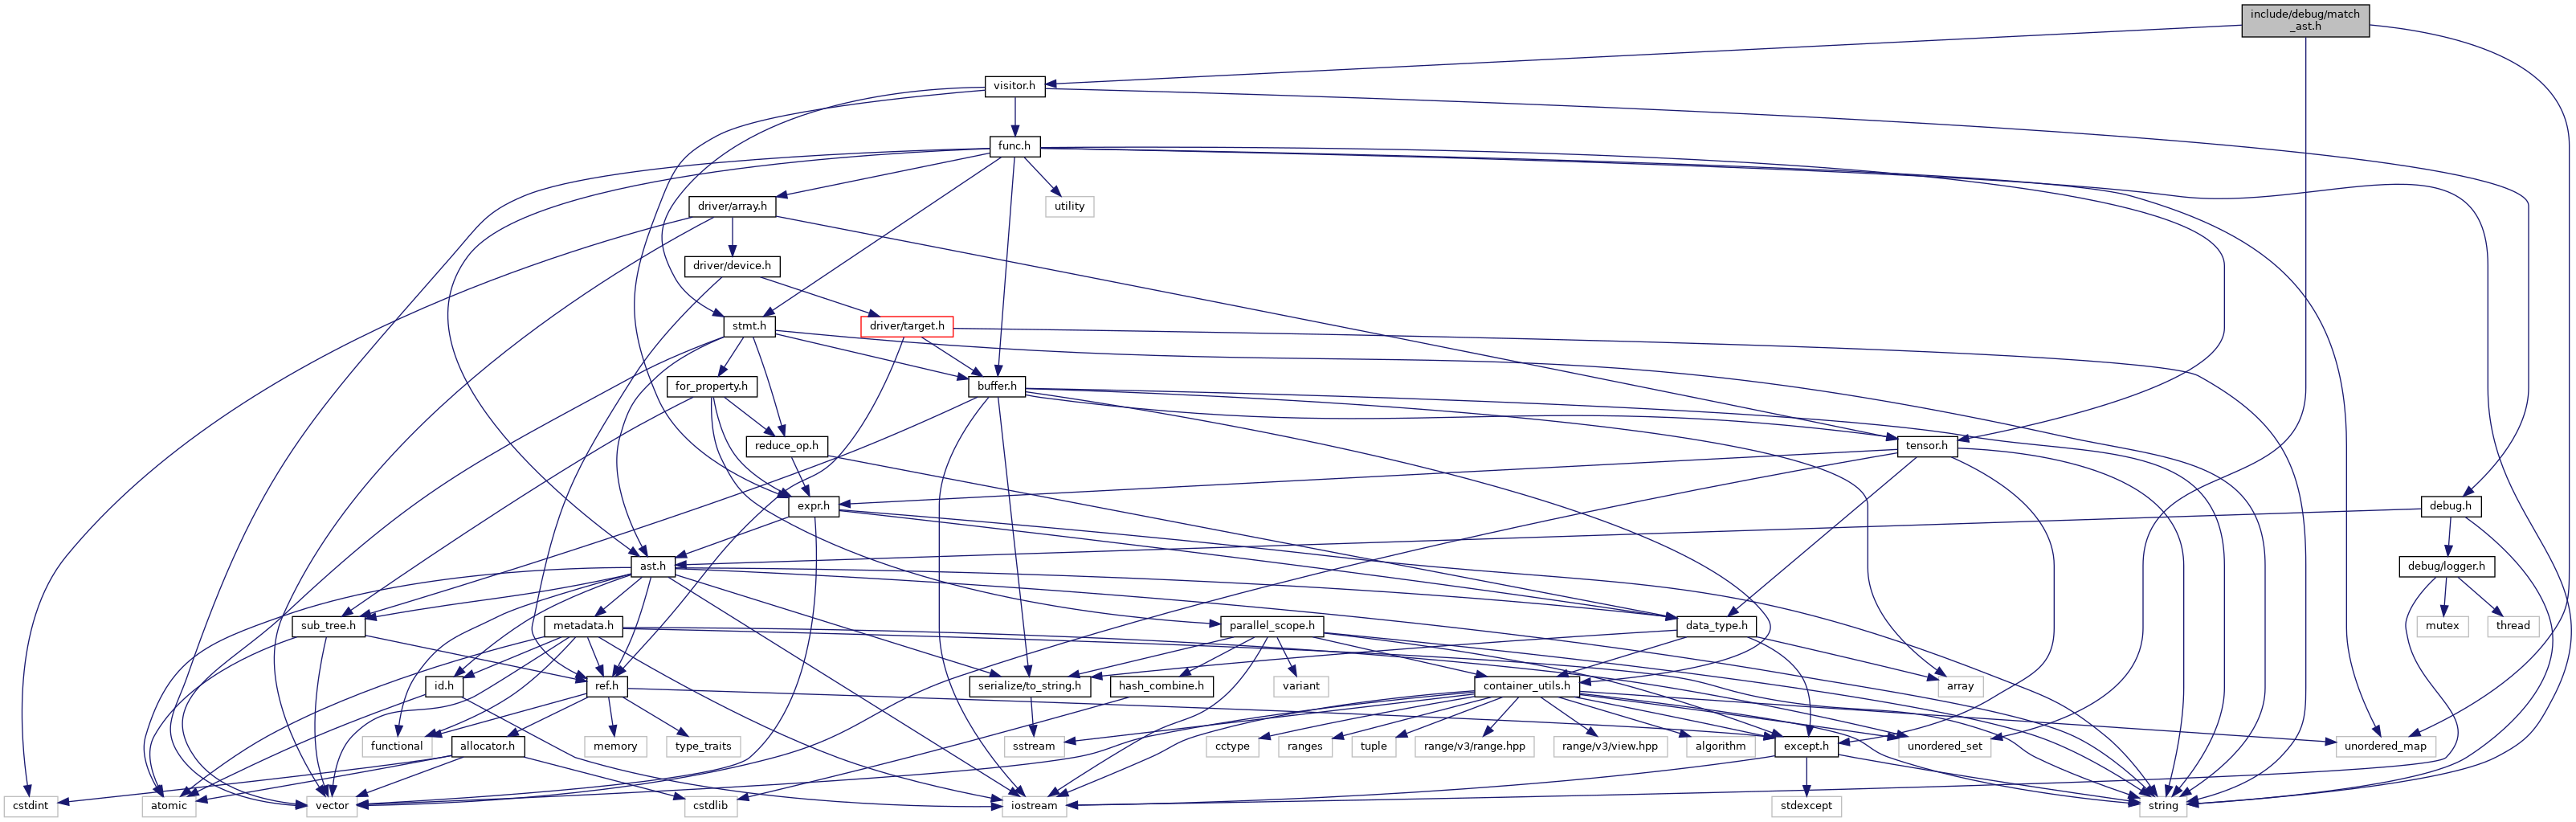 include/debug/match
_ast.h
visitor.h
func.h
driver/array.h
utility
driver/device.h
stmt.h
driver/target.h
for_property.h
buffer.h
reduce_op.h
tensor.h
expr.h
debug.h
ast.h
debug/logger.h
sub_tree.h
metadata.h
parallel_scope.h
data_type.h
mutex
thread
id.h
ref.h
serialize/to_string.h
hash_combine.h
variant
container_utils.h
array
functional
allocator.h
memory
type_traits
sstream
cctype
ranges
tuple
range/v3/range.hpp
range/v3/view.hpp
algorithm
except.h
unordered_set
unordered_map
cstdint
atomic
vector
cstdlib
iostream
stdexcept
string